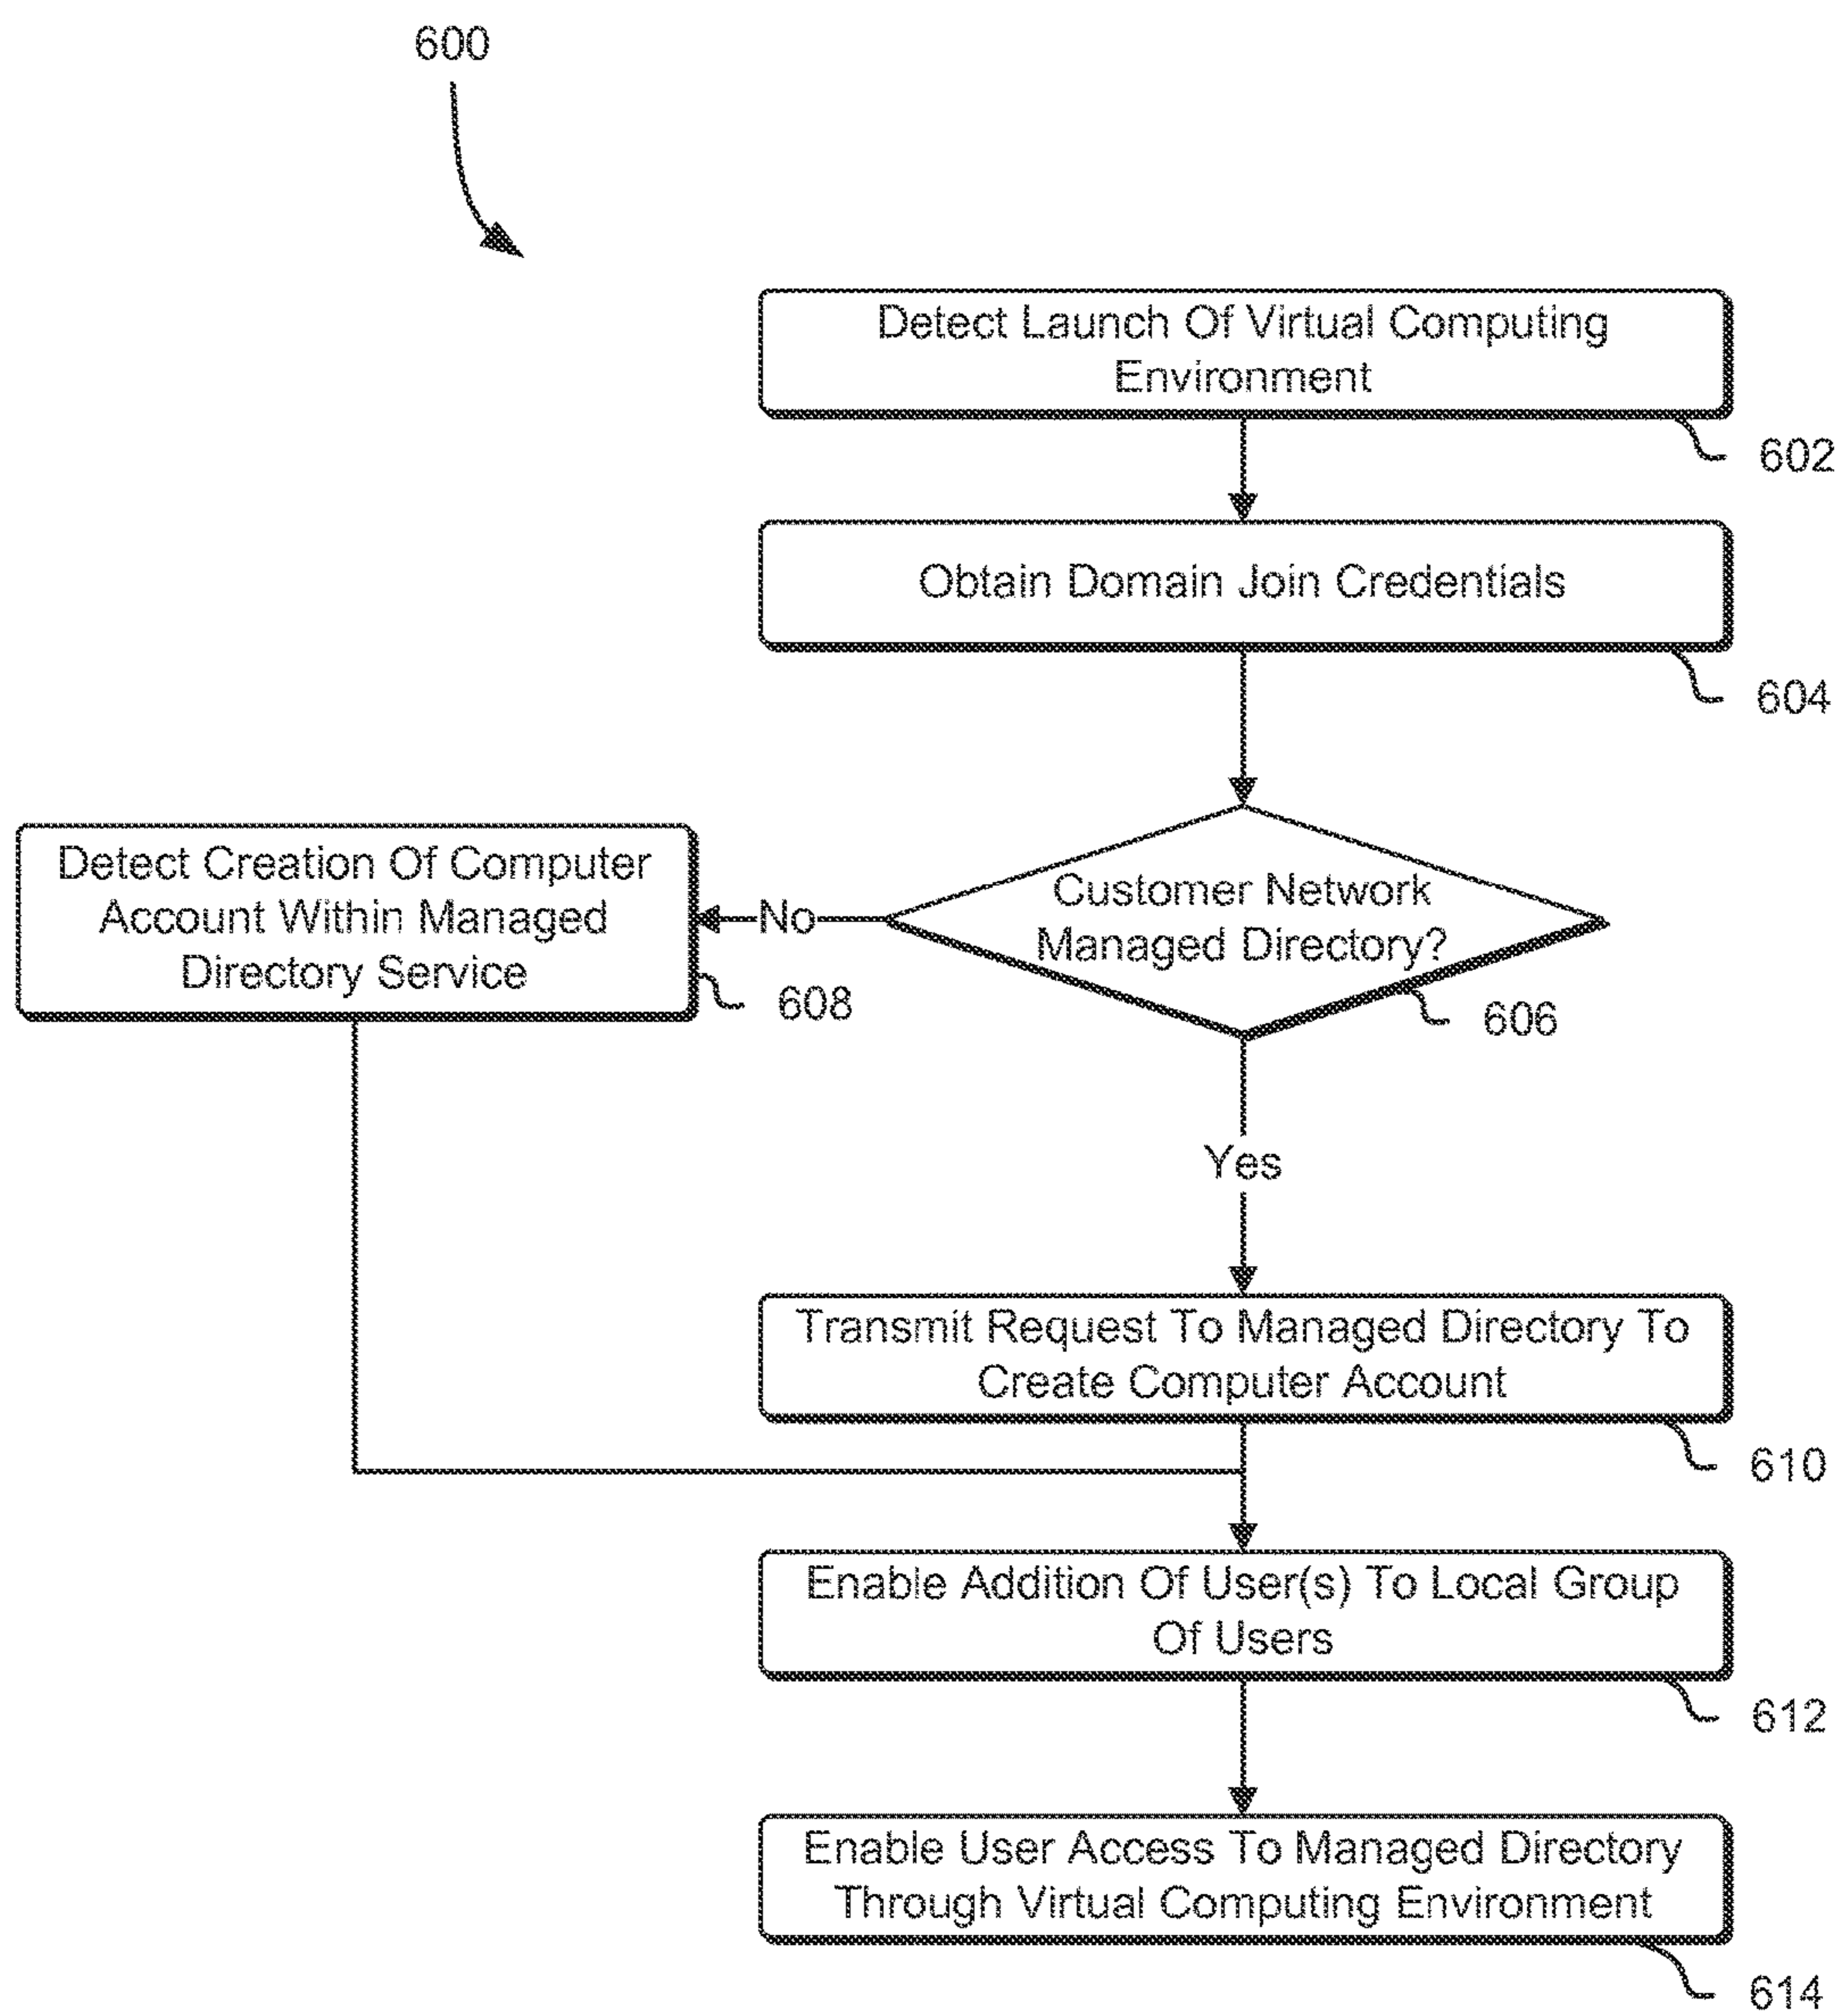 600
Detect Launch Of Virtual Computing
Environment
602
Obtain Domain Join Credentials
604
Customer Network
Managed Directory?
606
No
Detect Creation Of Computer
Account Within Managed
Directory Service
608
Yes
Transmit Request To Managed Directory To
Create Computer Account
610
Enable Addition Of User(s) To Local Group
Of Users
612
Enable User Access To Managed Directory
Through Virtual Computing Environment
614